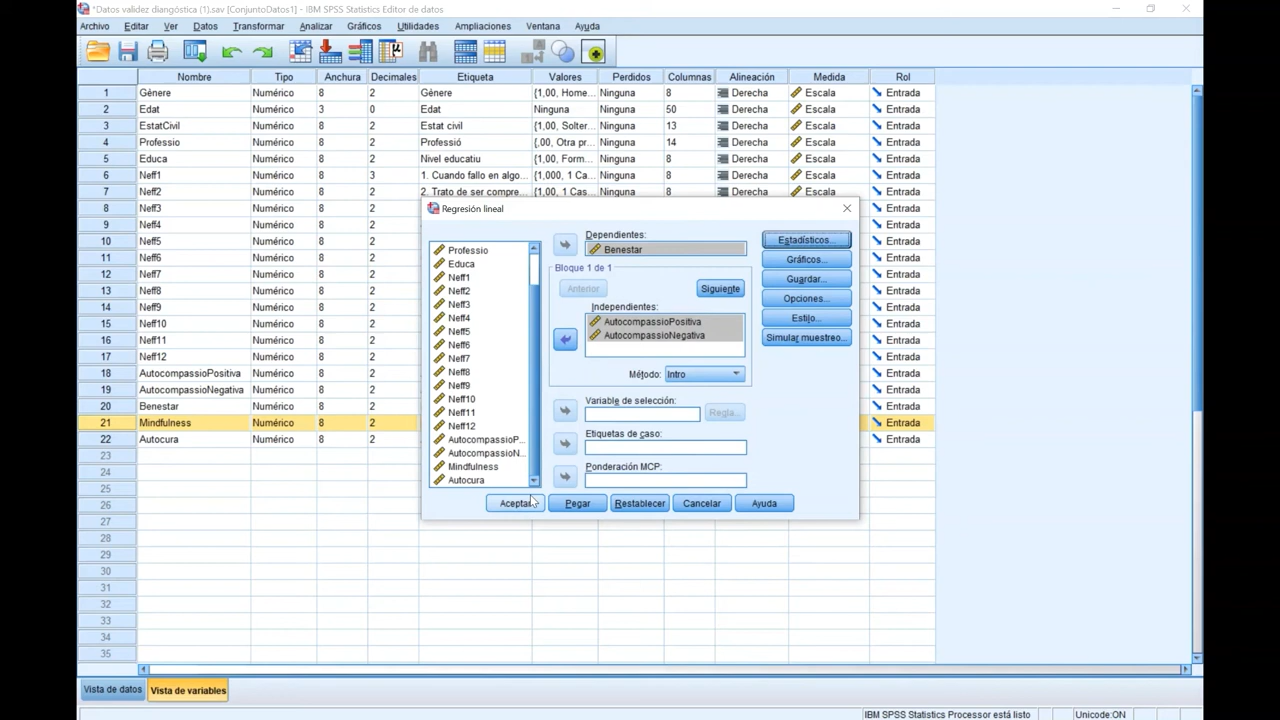 *Datos validez diangóstica (1).sav [ConjuntoDatos1] - IBM SPSS Statistics Editor de datos
Archivo Editar Ver Datos Transformar Analizar Gráficos Utilidades Ampliaciones Ventana Ayuda
Nombre Tipo Anchura Decimales Etiqueta Valores Perdidos Columnas Alineación Medida Rol
1 Gènere Numérico 8 2 Gènere {1,00, Home... Ninguna 8 Derecha Escala Entrada
2 Edat Numérico 3 0 Edat Ninguna Ninguna 50 Derecha Escala Entrada
3 EstatCivil Numérico 8 2 Estat civil {1,00, Solter... Ninguna 13 Derecha Escala Entrada
4 Professio Numérico 8 2 Professió {,00, Otra pr... Ninguna 14 Derecha Escala Entrada
5 Educa Numérico 8 2 Nivel educatiu {1,00, Form... Ninguna 8 Derecha Escala Entrada
6 Neff1 Numérico 8 3 1. Cuando fallo en algo... {1,000, 1 Ca... Ninguna 8 Derecha Escala Entrada
7 Neff2 Numérico 8 2 2. Trato de ser compre... {1,00, 1 Cas... Ninguna 8 Derecha Escala Entrada
8 Neff3 Numérico 8 2 Entrada
9 Neff4 Numérico 8 2 Entrada
10 Neff5 Numérico 8 2 Entrada
11 Neff6 Numérico 8 2 Entrada
12 Neff7 Numérico 8 2 Entrada
13 Neff8 Numérico 8 2 Entrada
14 Neff9 Numérico 8 2 Entrada
15 Neff10 Numérico 8 2 Entrada
16 Neff11 Numérico 8 2 Entrada
17 Neff12 Numérico 8 2 Entrada
18 AutocompassioPositiva Numérico 8 2 Entrada
19 AutocompassioNegativa Numérico 8 2 Entrada
20 Benestar Numérico 8 2 Entrada
21 Mindfulness Numérico 8 2 Entrada
22 Autocura Numérico 8 2 Entrada
23
24
25
26
27
28
29
30
31
32
33
34
35
Regresión lineal
Professio
Educa
Neff1
Neff2
Neff3
Neff4
Neff5
Neff6
Neff7
Neff8
Neff9
Neff10
Neff11
Neff12
AutocompassioP...
AutocompassioN...
Mindfulness
Autocura
Dependientes:
Benestar
Bloque 1 de 1
Anterior Siguiente
Independientes:
AutocompassioPositiva
AutocompassioNegativa
Método: Intro
Variable de selección:
Regla...
Etiquetas de caso:
Ponderación MCP:
Estadísticos...
Gráficos...
Guardar...
Opciones...
Estilo...
Simular muestreo...
Aceptar Pegar Restablecer Cancelar Ayuda
Vista de datos Vista de variables
IBM SPSS Statistics Processor está listo Unicode:ON